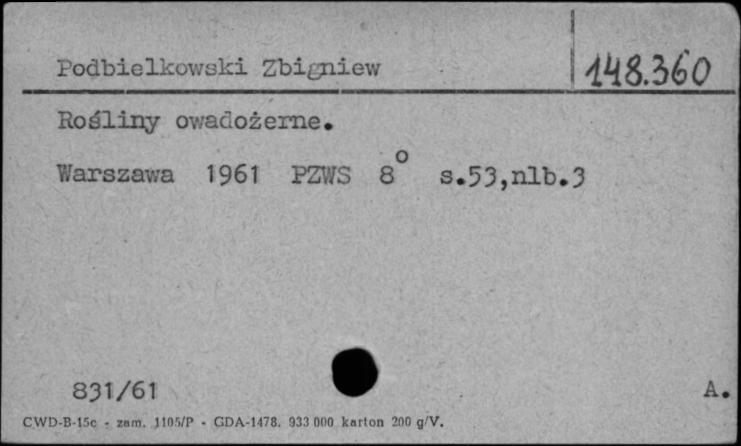 Podbielkowski Zbigniew
148.360
Rośliny owadożerne.
Warszawa 1961 PZWS 8° s.53,nlb.3
831/61
A.
CWD-B-15c - zam. 1105/P - GDA-1478. 933 000 karton 200 g/V.